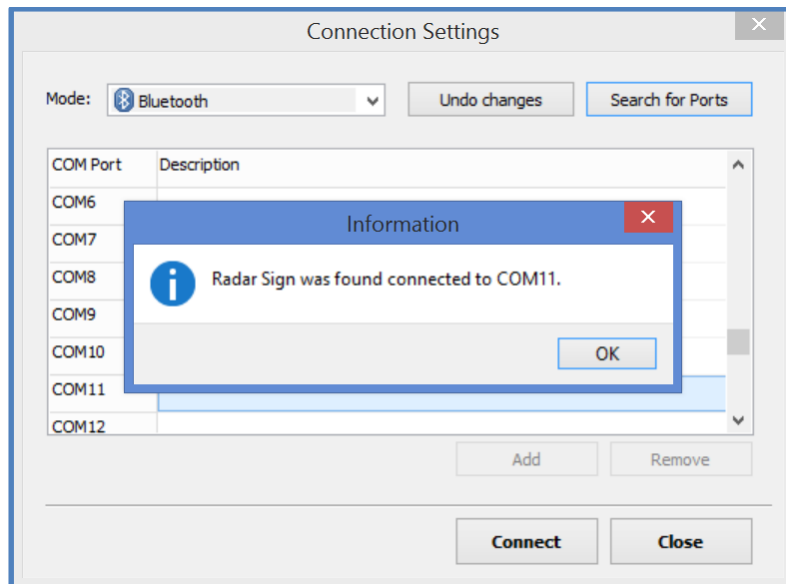 Connection Settings
Mode: Bluetooth Undo changes Search for Ports
COM Port Description
COM6
Information
COM7
COM8 Radar Sign was found connected to COM11.
COM9
COM10 OK
COM11
COM12
Add Remove
Connect Close